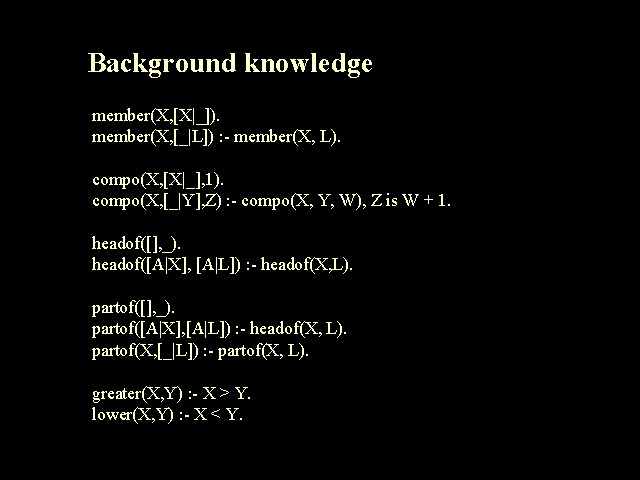 Background knowledge
member(X,[X|_]).
member(X,[_|L]) :- member(X, L).
compo(X,[X|_],1).
compo(X,[_|Y],Z) :- compo(X, Y, W), Z is W + 1.
headof([],_).
headof([A|X], [A|L]) :- headof(X,L).
partof([],_).
partof([A|X],[A|L]) :- headof(X, L).
partof(X,[_|L]) :- partof(X, L).
greater(X,Y) :- X > Y.
lower(X,Y) :- X < Y.